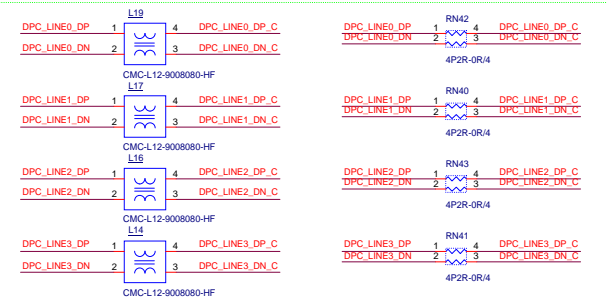 L19
DPC_LINE0_DP 1 4 DPC_LINE0_DP_C
DPC_LINE0_DN 2 3 DPC_LINE0_DN_C
CMC-L12-9008080-HF
RN42
DPC_LINE0_DP 1 4 DPC_LINE0_DP_C
DPC_LINE0_DN 2 3 DPC_LINE0_DN_C
4P2R-0R/4
L17
DPC_LINE1_DP 1 4 DPC_LINE1_DP_C
DPC_LINE1_DN 2 3 DPC_LINE1_DN_C
CMC-L12-9008080-HF
RN40
DPC_LINE1_DP 1 4 DPC_LINE1_DP_C
DPC_LINE1_DN 2 3 DPC_LINE1_DN_C
4P2R-0R/4
L16
DPC_LINE2_DP 1 4 DPC_LINE2_DP_C
DPC_LINE2_DN 2 3 DPC_LINE2_DN_C
CMC-L12-9008080-HF
RN43
DPC_LINE2_DP 1 4 DPC_LINE2_DP_C
DPC_LINE2_DN 2 3 DPC_LINE2_DN_C
4P2R-0R/4
L14
DPC_LINE3_DP 1 4 DPC_LINE3_DP_C
DPC_LINE3_DN 2 3 DPC_LINE3_DN_C
CMC-L12-9008080-HF
RN41
DPC_LINE3_DP 1 4 DPC_LINE3_DP_C
DPC_LINE3_DN 2 3 DPC_LINE3_DN_C
4P2R-0R/4